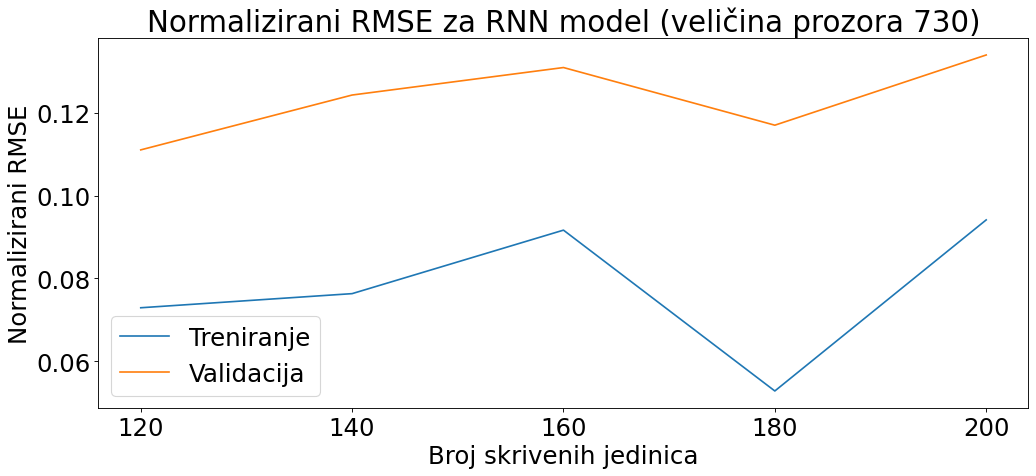 Normalizirani RMSE za RNN model (veličina prozora 730)
Normalizirani RMSE
0.12
0.10
0.08
0.06
Treniranje
Validacija
120 140 160 180 200
Broj skrivenih jedinica